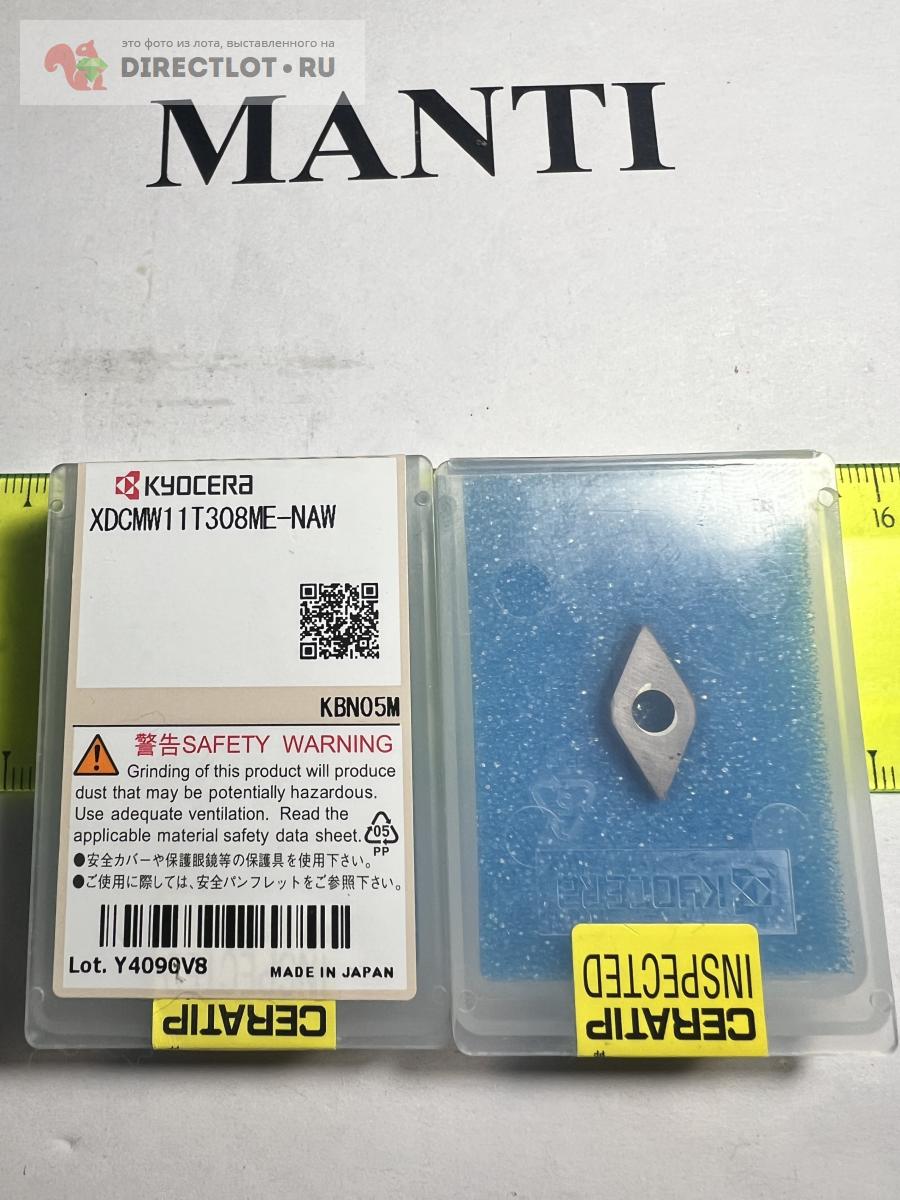 это фото из лота, выставленного на
DIRECTLOT•RU
MANTI
KYOCERA
XDCMW11T308ME-NAW
KBN05M
警告SAFETY WARNING
Grinding of this product will produce
dust that may be potentially hazardous.
Use adequate ventilation. Read the
applicable material safety data sheet.
05
PP
●安全カバーや保護眼鏡等の保護具を使用下さい。
●ご使用に際しては、安全パンフレットをご参照下さい。
Lot. Y4090V8
MADE IN JAPAN
CERATIP
16
KYOCERA
INSPECTED
CERATIP